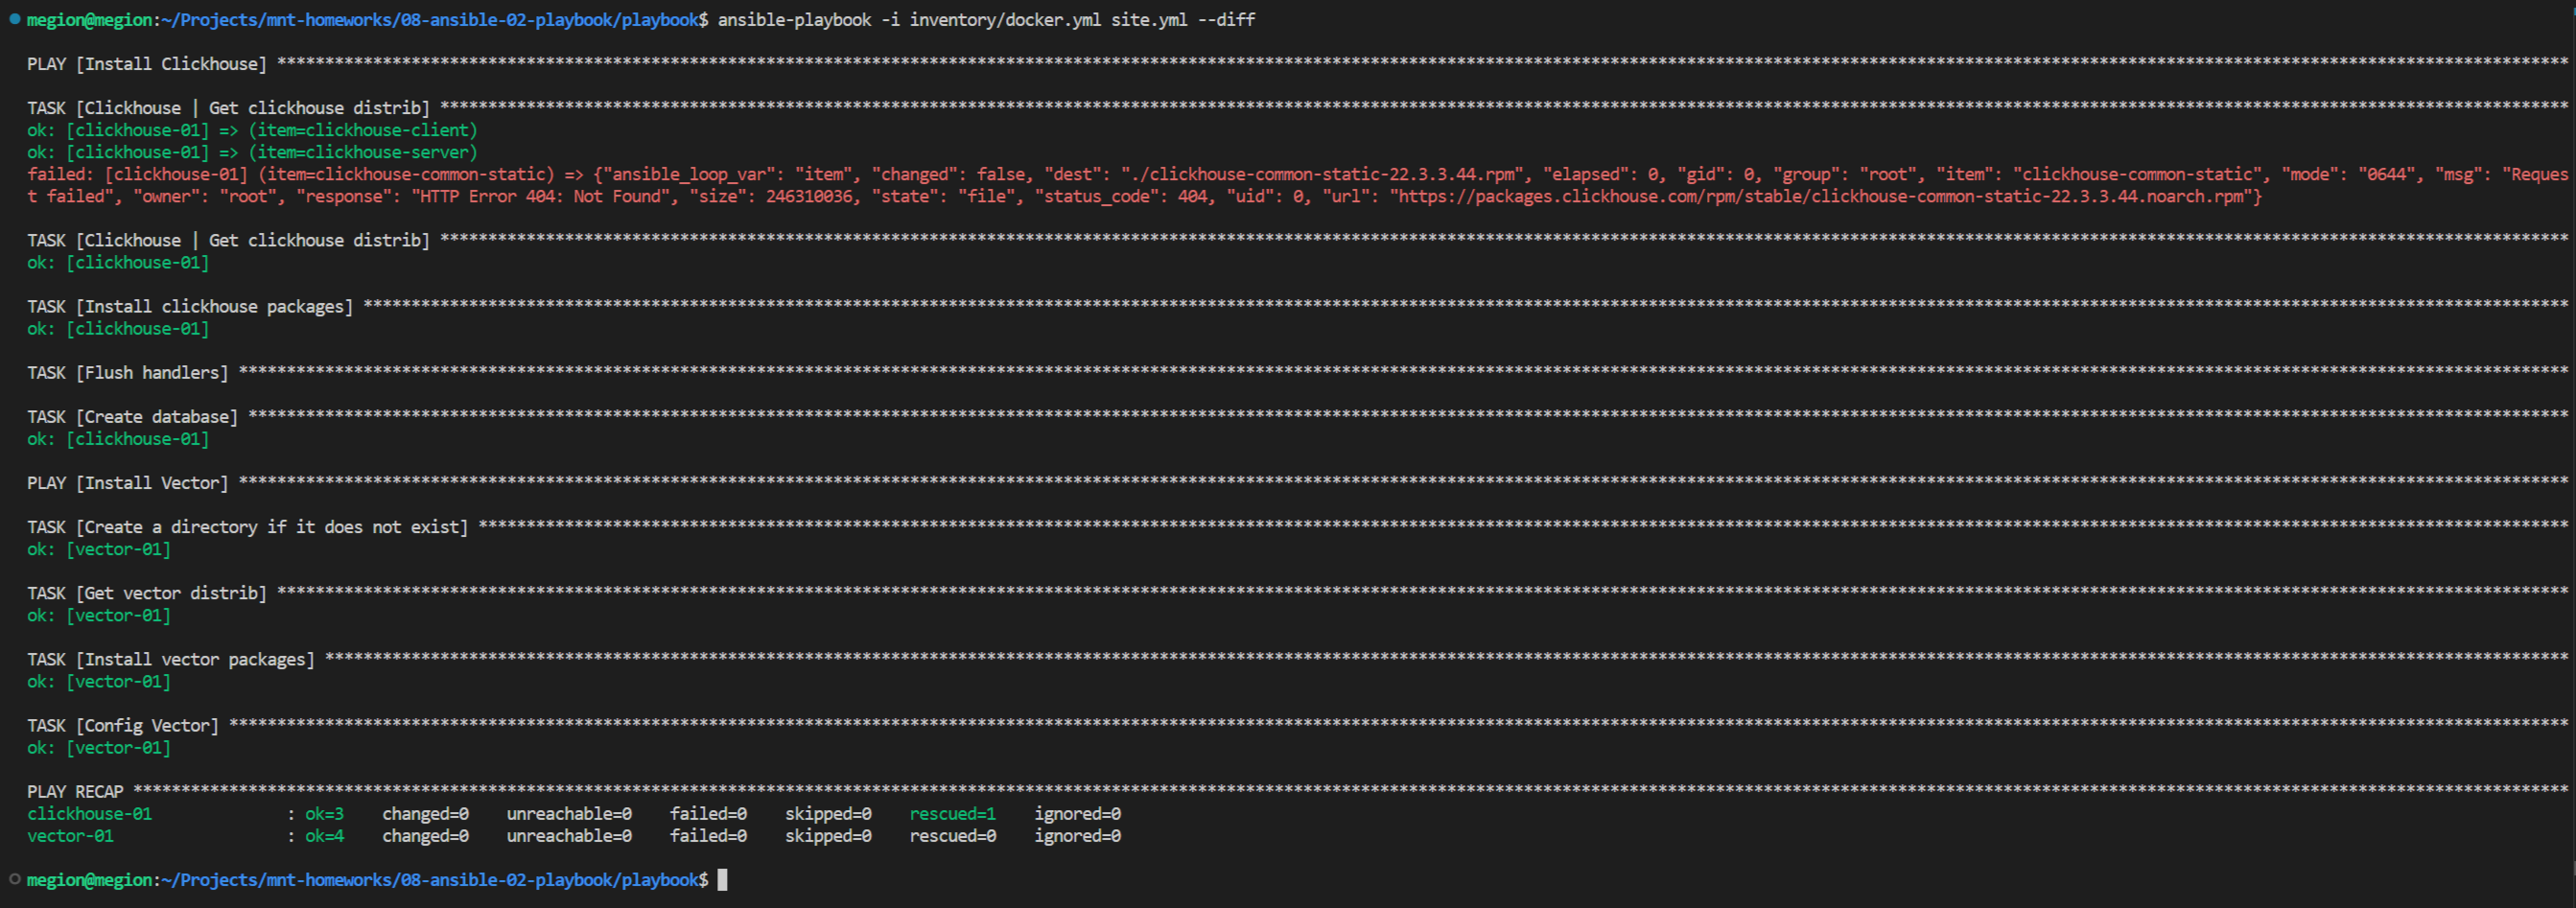 megion@megion:~/Projects/mnt-homeworks/08-ansible-02-playbook/playbook$ ansible-playbook -i inventory/docker.yml site.yml --diff
PLAY [Install Clickhouse] ****************************************************************
TASK [Clickhouse | Get clickhouse distrib] ****************************************************************
ok: [clickhouse-01] => (item=clickhouse-client)
ok: [clickhouse-01] => (item=clickhouse-server)
failed: [clickhouse-01] (item=clickhouse-common-static) => {"ansible_loop_var": "item", "changed": false, "dest": "./clickhouse-common-static-22.3.3.44.rpm", "elapsed": 0, "gid": 0, "group": "root", "item": "clickhouse-common-static", "mode": "0644", "msg": "Reques
t failed", "owner": "root", "response": "HTTP Error 404: Not Found", "size": 246310036, "state": "file", "status_code": 404, "uid": 0, "url": "https://packages.clickhouse.com/rpm/stable/clickhouse-common-static-22.3.3.44.noarch.rpm"}
TASK [Clickhouse | Get clickhouse distrib] ****************************************************************
ok: [clickhouse-01]
TASK [Install clickhouse packages] ****************************************************************
ok: [clickhouse-01]
TASK [Flush handlers] ****************************************************************
TASK [Create database] ****************************************************************
ok: [clickhouse-01]
PLAY [Install Vector] ****************************************************************
TASK [Create a directory if it does not exist] ****************************************************************
ok: [vector-01]
TASK [Get vector distrib] ****************************************************************
ok: [vector-01]
TASK [Install vector packages] ****************************************************************
ok: [vector-01]
TASK [Config Vector] ****************************************************************
ok: [vector-01]
PLAY RECAP ****************************************************************
clickhouse-01 : ok=3 changed=0 unreachable=0 failed=0 skipped=0 rescued=1 ignored=0
vector-01 : ok=4 changed=0 unreachable=0 failed=0 skipped=0 rescued=0 ignored=0
megion@megion:~/Projects/mnt-homeworks/08-ansible-02-playbook/playbook$